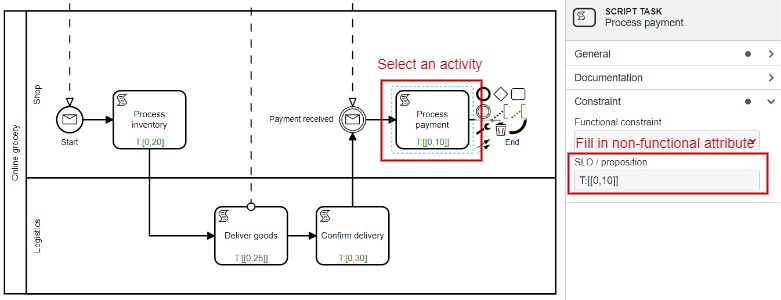 Online grocery
Shop
Logistics
Start
Process
inventory
T:[0,20]]
Payment received
Select an activity
Process
payment
T:[[0,10]]
End
Deliver goods
T:[[0,25]]
Confirm delivery
T:[0,30]
SCRIPT TASK
Process payment
General
Documentation
Constraint
Functional constraint
Fill in non-functional attribute
SLO / proposition
T:[[0,10]]